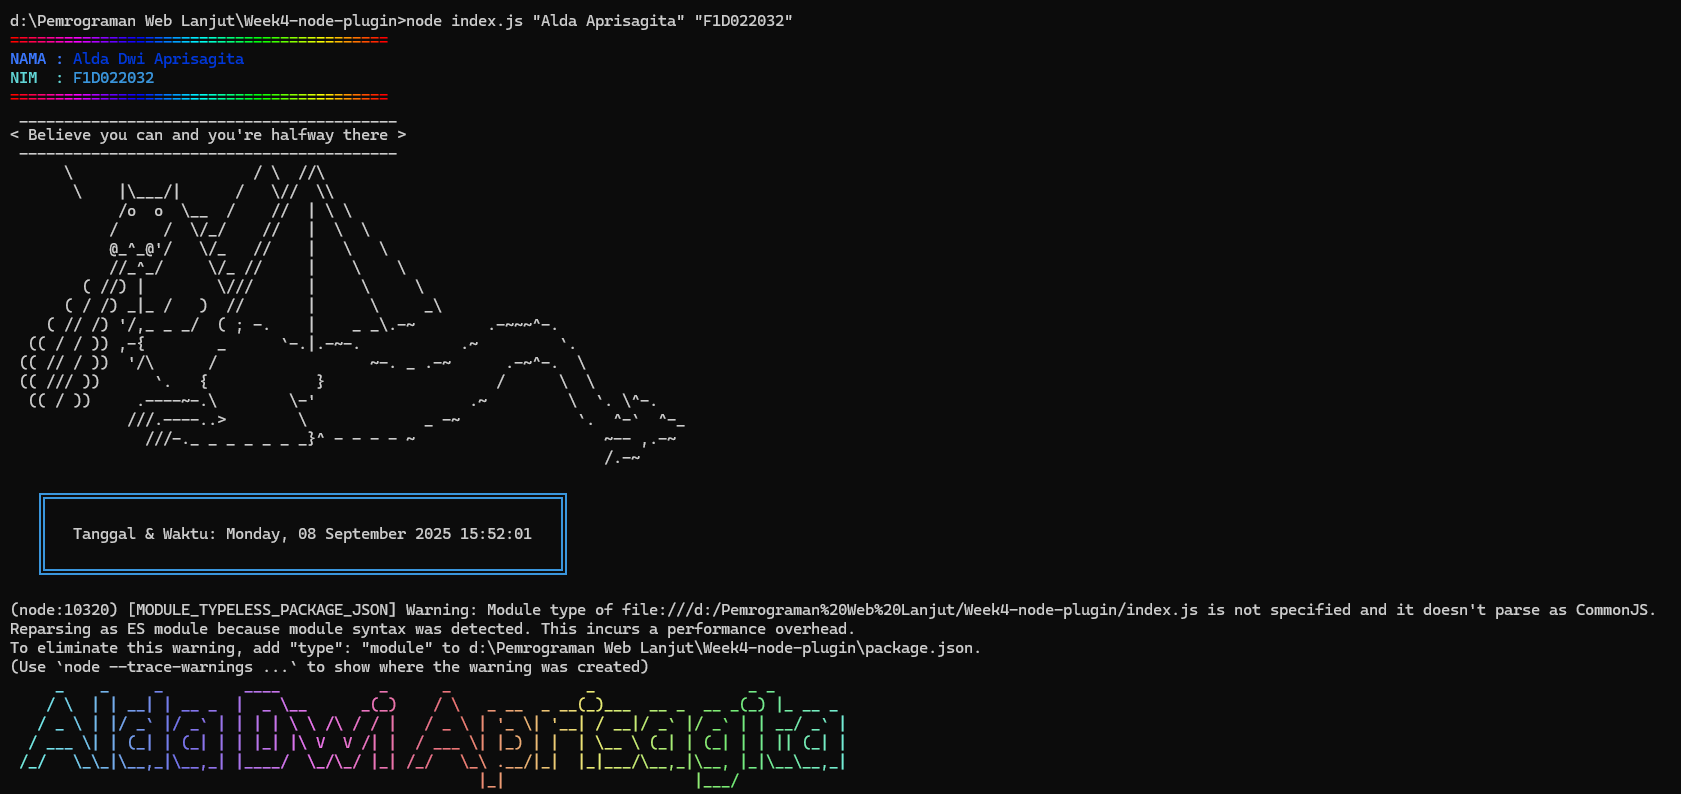 d:\Pemrograman Web Lanjut\Week4-node-plugin>node index.js "Alda Aprisagita" "F1D022032"
==========================================
NAMA : Alda Dwi Aprisagita
NIM  : F1D022032
==========================================
< Believe you can and you're halfway there >
Tanggal & Waktu: Monday, 08 September 2025 15:52:01
(node:10320) [MODULE_TYPELESS_PACKAGE_JSON] Warning: Module type of file:///d:/Pemrograman%20Web%20Lanjut/Week4-node-plugin/index.js is not specified and it doesn't parse as CommonJS.
Reparsing as ES module because module syntax was detected. This incurs a performance overhead.
To eliminate this warning, add "type": "module" to d:\Pemrograman Web Lanjut\Week4-node-plugin\package.json.
(Use `node --trace-warnings ...` to show where the warning was created)
Alda Dwi Aprisagita